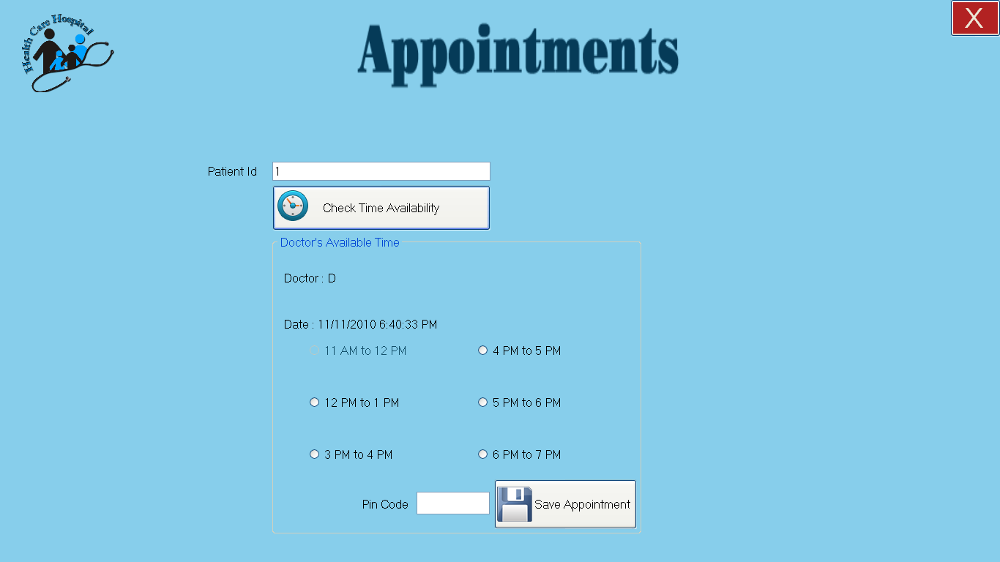 Health Care Hospital
Appointments
X
Patient Id 1
Check Time Availability
Doctor's Available Time
Doctor : D
Date : 11/11/2010 6:40:33 PM
11 AM to 12 PM 4 PM to 5 PM
12 PM to 1 PM 5 PM to 6 PM
3 PM to 4 PM 6 PM to 7 PM
Pin Code Save Appointment